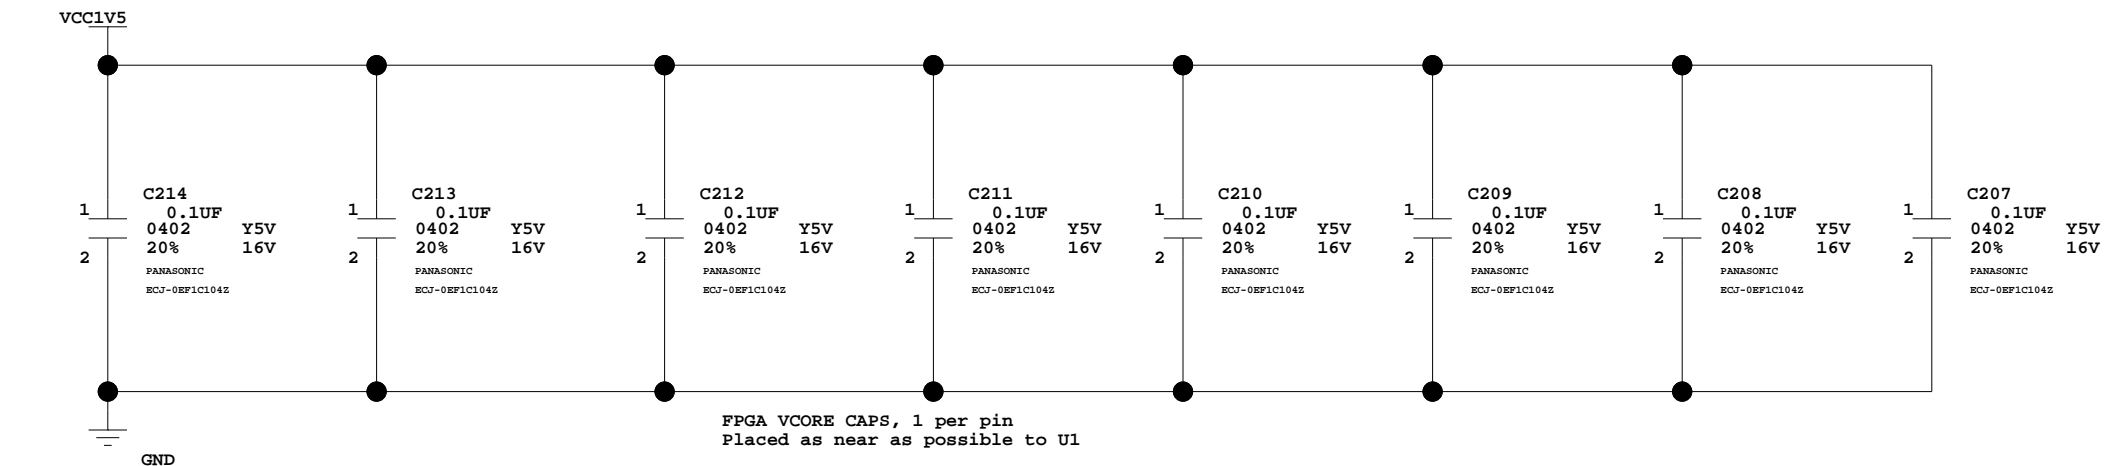 VCC1V5
C214 C213 C212 C211 C210 C209 C208 C207
1 0.1UF 1 0.1UF 1 0.1UF 1 0.1UF 1 0.1UF 1 0.1UF 1 0.1UF 1 0.1UF
0402 Y5V 0402 Y5V 0402 Y5V 0402 Y5V 0402 Y5V 0402 Y5V 0402 Y5V 0402 Y5V
2 20% 16V 2 20% 16V 2 20% 16V 2 20% 16V 2 20% 16V 2 20% 16V 2 20% 16V 2 20% 16V
PANASONIC PANASONIC PANASONIC PANASONIC PANASONIC PANASONIC PANASONIC PANASONIC
ECJ-0EF1C104Z ECJ-0EF1C104Z ECJ-0EF1C104Z ECJ-0EF1C104Z ECJ-0EF1C104Z ECJ-0EF1C104Z ECJ-0EF1C104Z ECJ-0EF1C104Z
FPGA VCORE CAPS, 1 per pin
Placed as near as possible to U1
GND